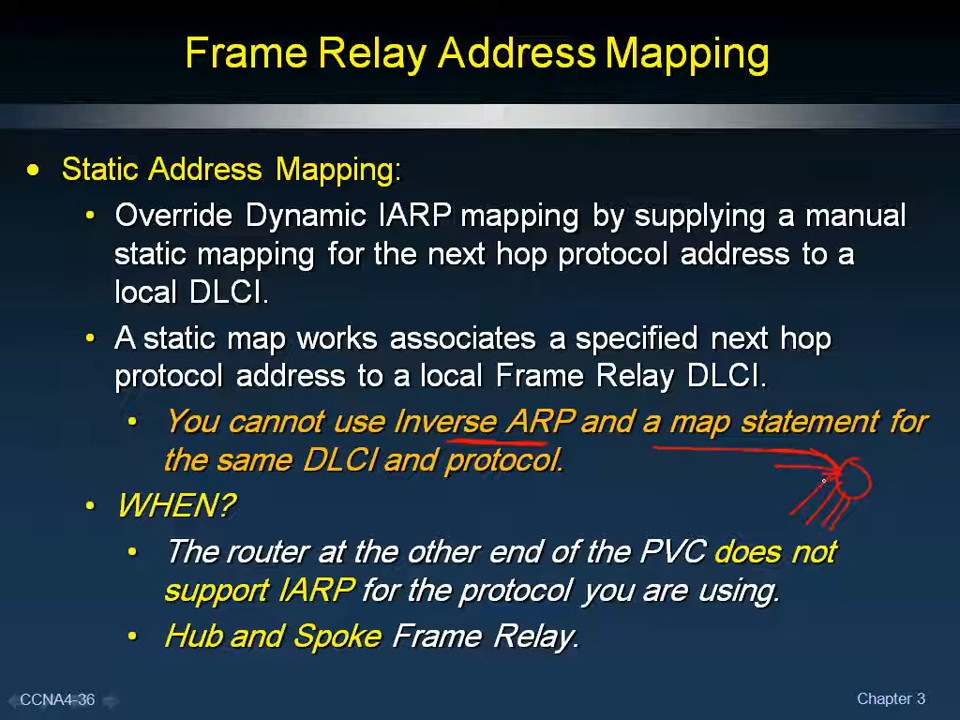 Frame Relay Address Mapping
• Static Address Mapping:
• Override Dynamic IARP mapping by supplying a manual
static mapping for the next hop protocol address to a
local DLCI.
• A static map works associates a specified next hop
protocol address to a local Frame Relay DLCI.
• You cannot use Inverse ARP and a map statement for
the same DLCI and protocol.
• WHEN?
• The router at the other end of the PVC does not
support IARP for the protocol you are using.
• Hub and Spoke Frame Relay.
CCNA4-36
Chapter 3